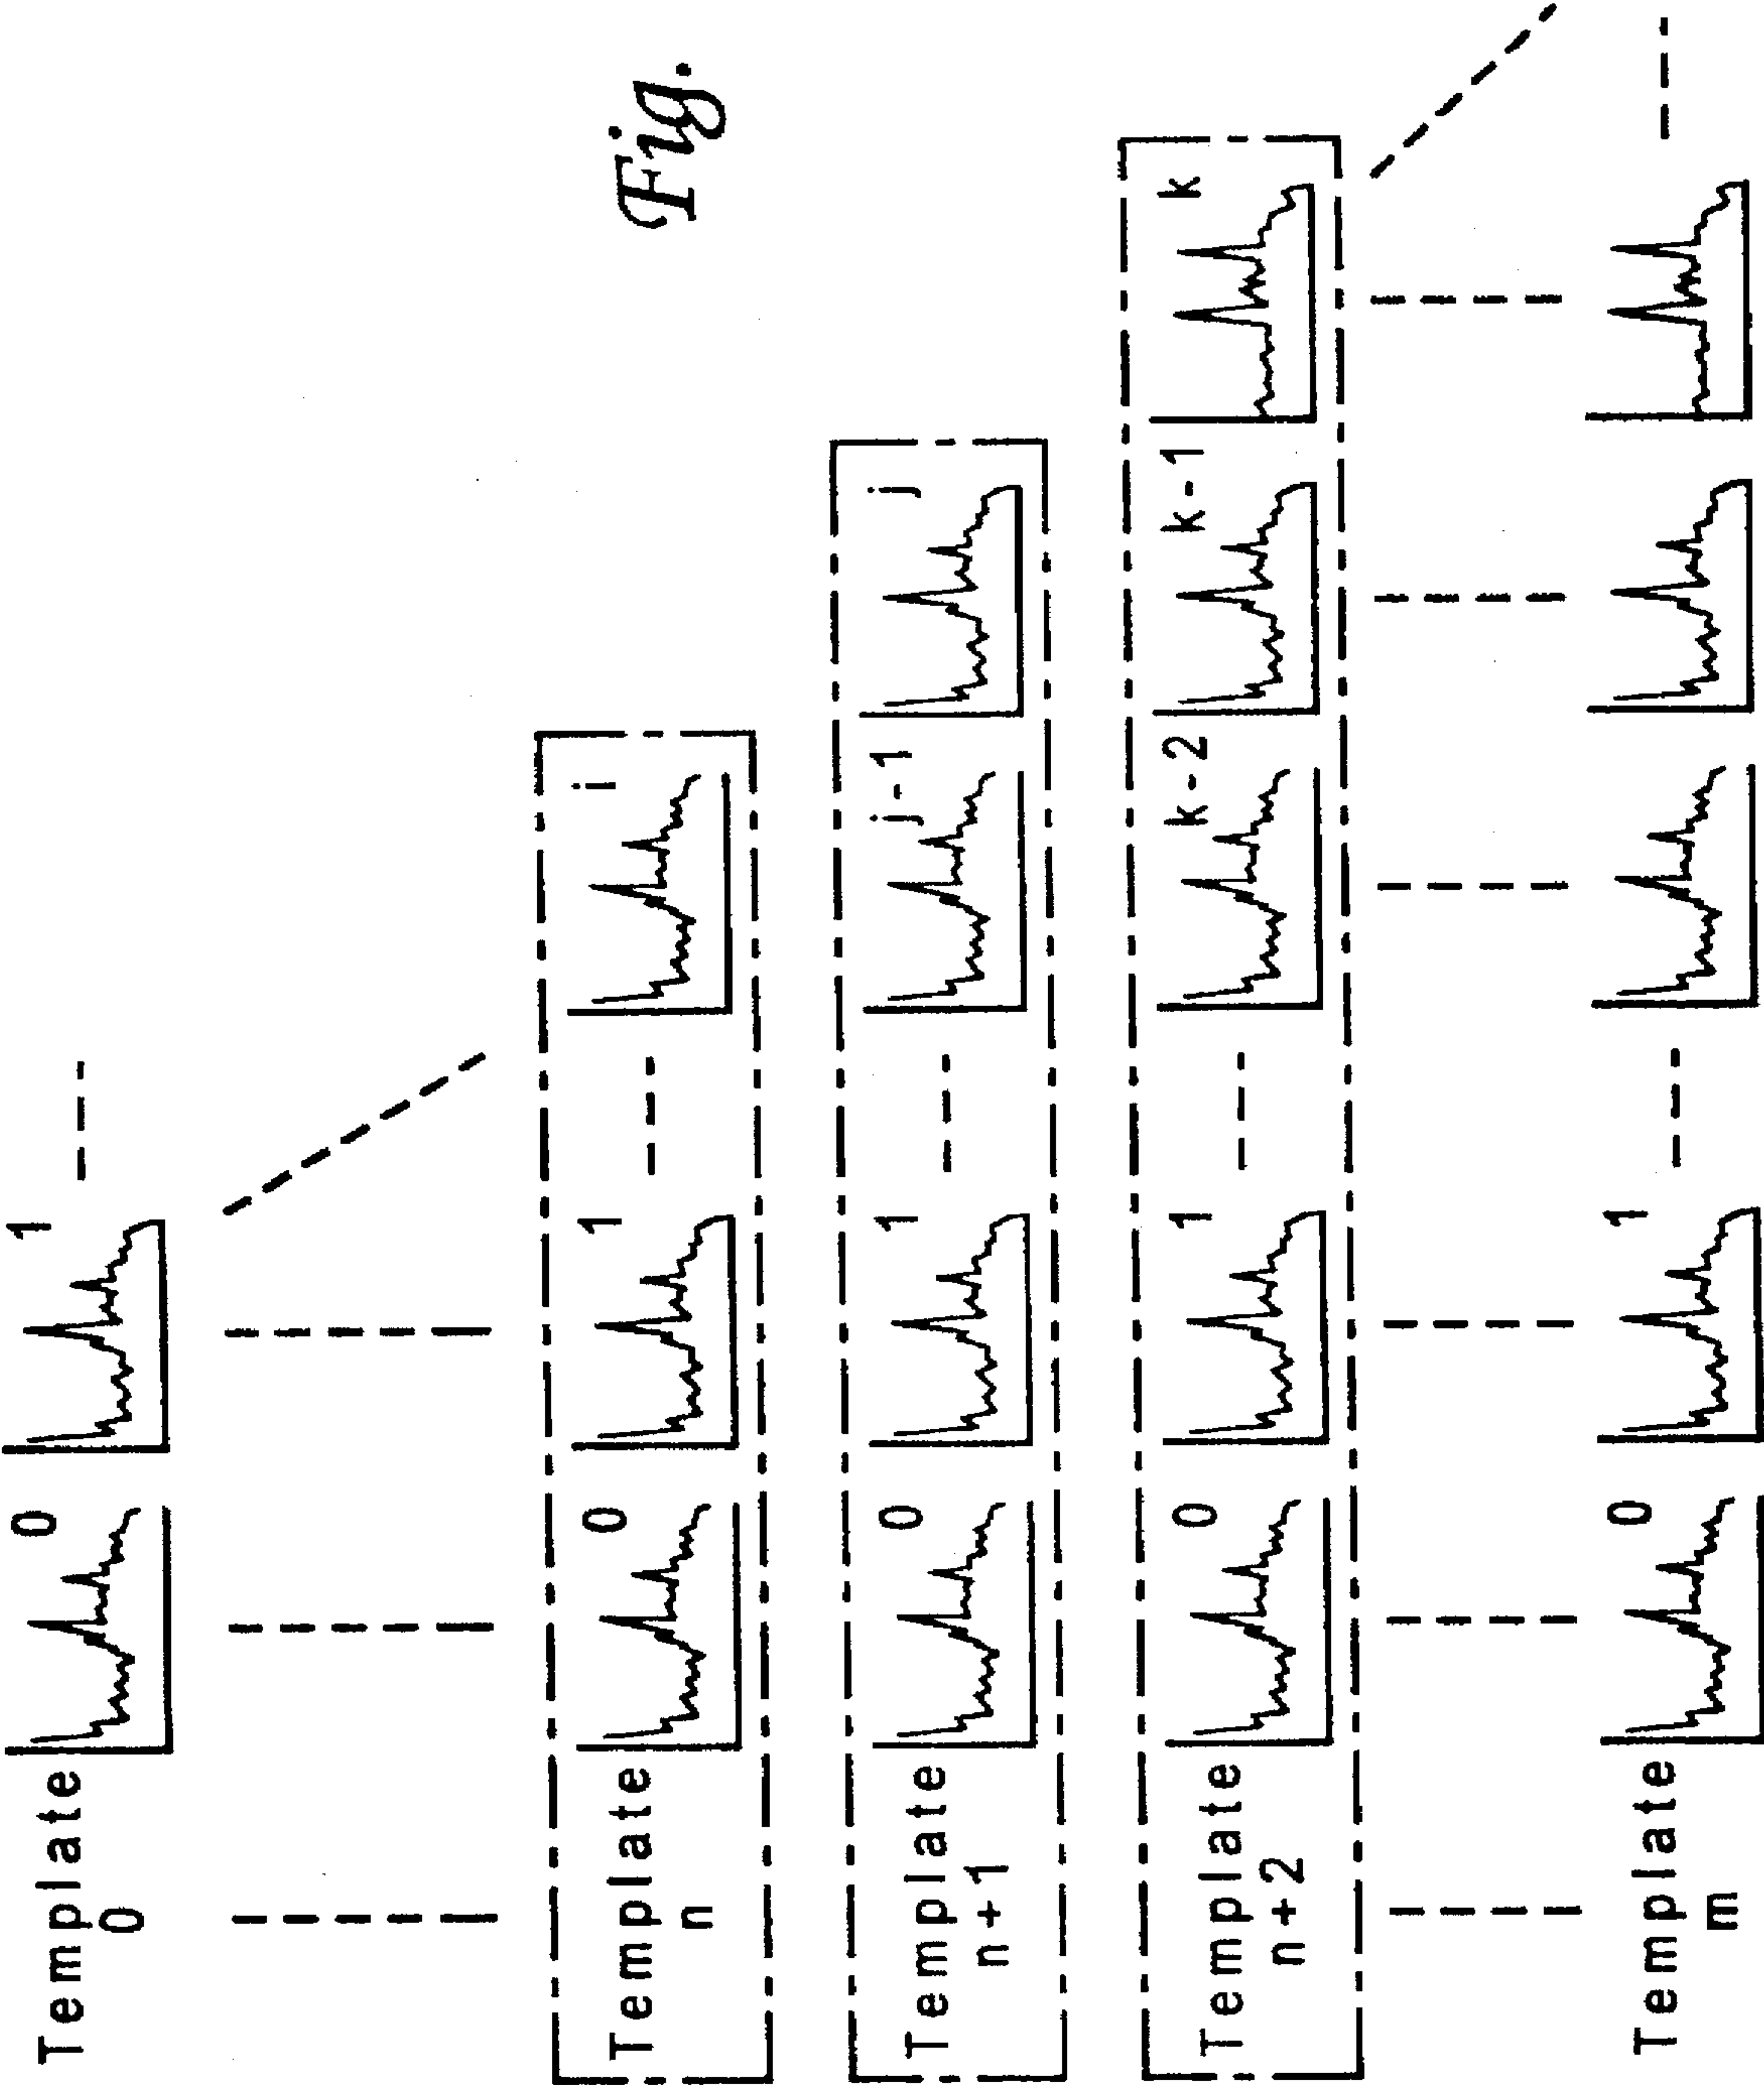 Template 0 0 1
Fig.
Template n 0 1 i
Template n+1 0 1 j-1 j
Template n+2 0 1 k-2 k-1 k
Template m 0 1